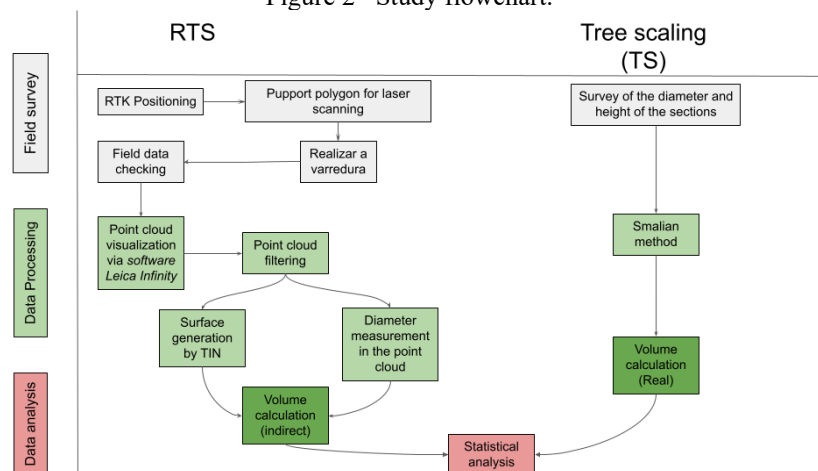 Figure 2 Study flowchart.
RTS
Tree scaling
(TS)
Field survey
RTK Positioning
Pupport polygon for laser
scanning
Survey of the diameter and
height of the sections
Field data
checking
Realizar a
varredura
Data Processing
Point cloud
visualization
via software
Leica Infinity
Point cloud
filtering
Smalian
method
Surface
generation
by TIN
Diameter
measurement
in the point
cloud
Volume
calculation
(Real)
Data analysis
Volume
calculation
(indirect)
Statistical
analysis